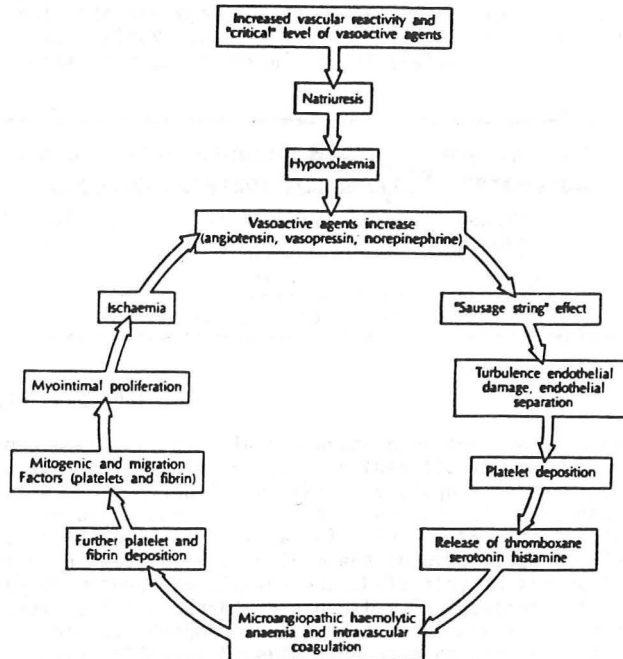 Increased vascular reactivity and
"critical" level of vasoactive agents
Natriuresis
Hypovolaemia
Vasoactive agents increase
(angiotensin, vasopressin, norepinephrine)
"Sausage string" effect
Turbulence endothelial
damage, endothelial
separation
Platelet deposition
Release of thromboxane
serotonin histamine
Microangiopathic haemolytic
anaemia and intravascular
coagulation
Further platelet and
fibrin deposition
Mitogenic and migration
Factors (platelets and fibrin)
Myointimal proliferation
Ischaemia